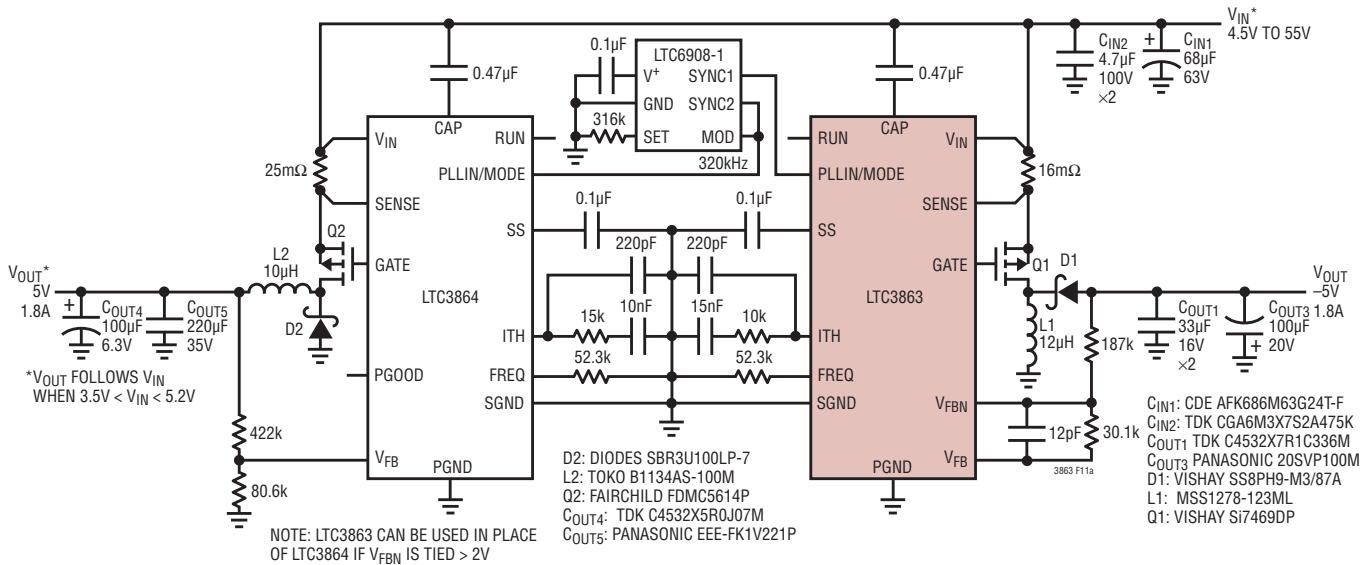 VIN*
4.5V TO 55V
CIN2
4.7µF
100V
×2
+
CIN1
68µF
63V
0.47µF
0.1µF
LTC6908-1
V+
SYNC1
GND
SYNC2
316k
SET
MOD
320kHz
0.47µF
CAP
VIN
RUN
25mΩ
PLLIN/MODE
SENSE
SS
Q2
GATE
LTC3864
L2
10µH
VOUT*
5V
1.8A
+
COUT4
100µF
6.3V
COUT5
220µF
35V
D2
ITH
FREQ
PGOOD
SGND
*VOUT FOLLOWS VIN
WHEN 3.5V < VIN < 5.2V
422k
VFB
PGND
80.6k
0.1µF
0.1µF
220pF
220pF
10nF
15nF
15k
10k
52.3k
52.3k
CAP
RUN
VIN
PLLIN/MODE
16mΩ
SENSE
SS
GATE
Q1
D1
LTC3863
VOUT
–5V
1.8A
COUT1
33µF
16V
×2
COUT3
100µF
20V
+
L1
12µH
187k
ITH
FREQ
SGND
VFBN
12pF
30.1k
VFB
PGND
3863 F11a
CIN1: CDE AFK686M63G24T-F
CIN2: TDK CGA6M3X7S2A475K
COUT1 TDK C4532X7R1C336M
COUT3 PANASONIC 20SVP100M
D1: VISHAY SS8PH9-M3/87A
L1: MSS1278-123ML
Q1: VISHAY Si7469DP
D2: DIODES SBR3U100LP-7
L2: TOKO B1134AS-100M
Q2: FAIRCHILD FDMC5614P
COUT4: TDK C4532X5R0J07M
COUT5: PANASONIC EEE-FK1V221P
NOTE: LTC3863 CAN BE USED IN PLACE
OF LTC3864 IF VFBN IS TIED > 2V